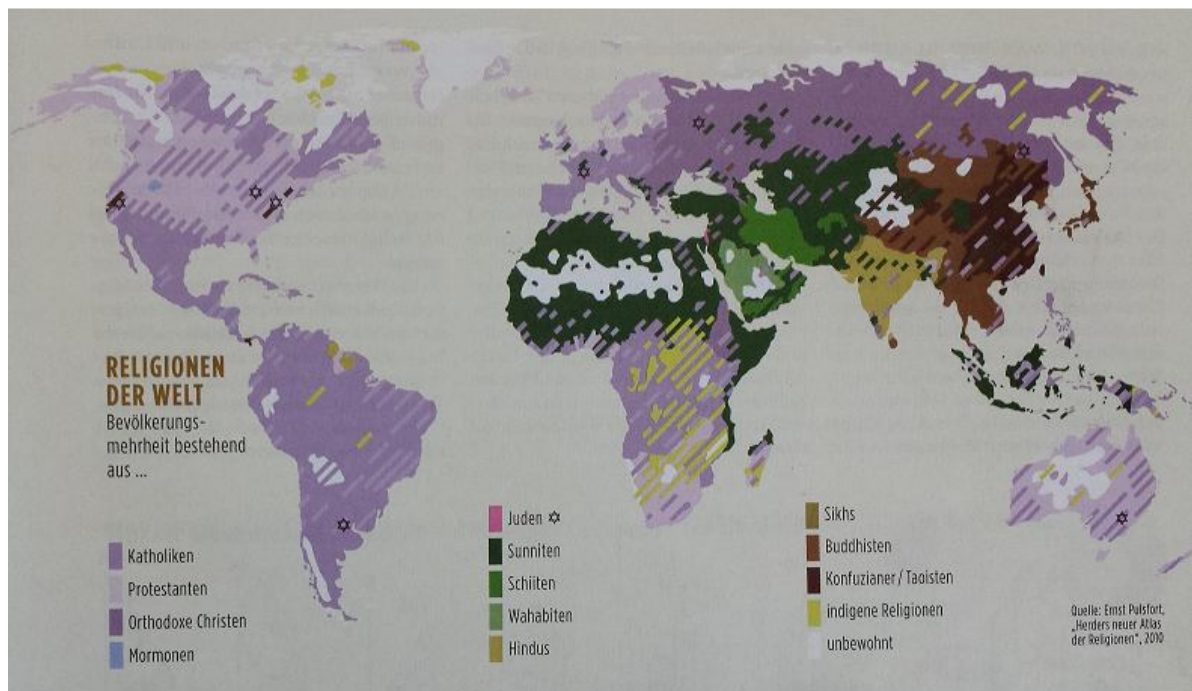 RELIGIONEN
DER WELT
Bevölkerungs-
mehrheit bestehend
aus ...
Katholiken
Protestanten
Orthodoxe Christen
Mormonen
Juden ✡
Sunniten
Schiiten
Wahabiten
Hindus
Sikhs
Buddhisten
Konfuzianer / Taoisten
indigene Religionen
unbewohnt
Quelle: Ernst Pulsfort,
„Herders neuer Atlas
der Religionen“, 2010